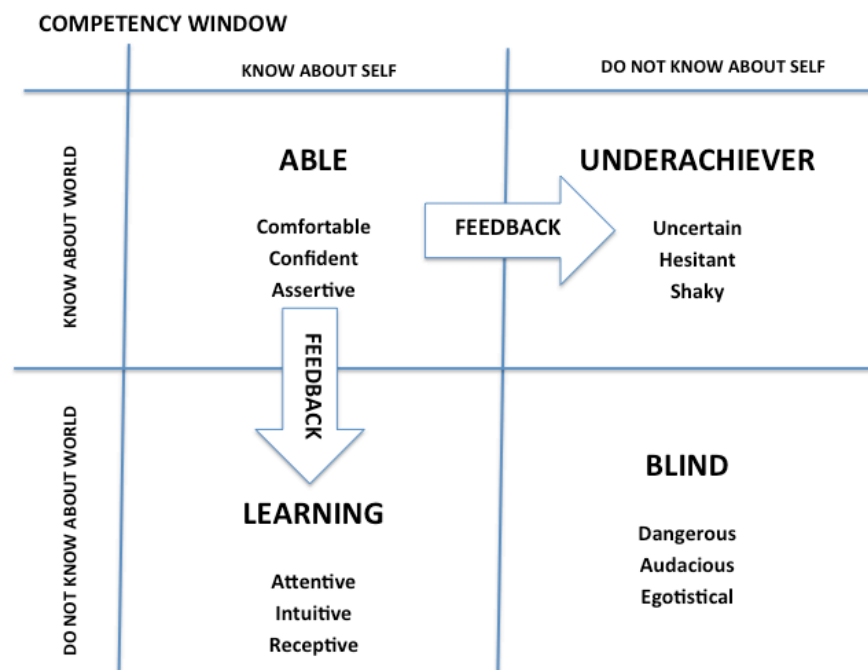 COMPETENCY WINDOW
KNOW ABOUT SELF
DO NOT KNOW ABOUT SELF
KNOW ABOUT WORLD
ABLE
Comfortable
Confident
Assertive
FEEDBACK
UNDERACHIEVER
Uncertain
Hesitant
Shaky
FEEDBACK
DO NOT KNOW ABOUT WORLD
LEARNING
Attentive
Intuitive
Receptive
BLIND
Dangerous
Audacious
Egotistical